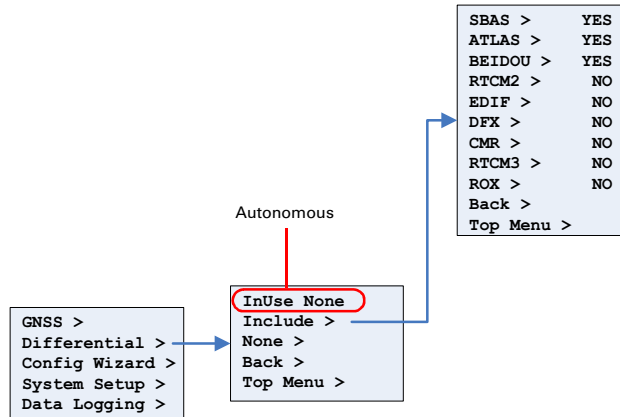 SBAS > YES
ATLAS > YES
BEIDOU > YES
RTCM2 > NO
EDIF > NO
DFX > NO
CMR > NO
RTCM3 > NO
ROX > NO
Back >
Top Menu >
Autonomous
InUse None
Include >
None >
Back >
Top Menu >
GNSS >
Differential >
Config Wizard >
System Setup >
Data Logging >